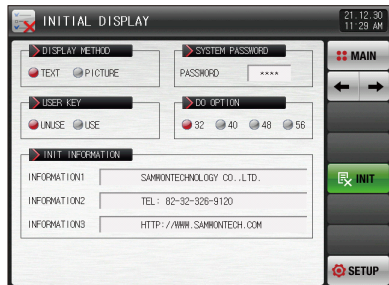 INITIAL DISPLAY
21.12.30
11:29 AM
DISPLAY METHOD
TEXT PICTURE
SYSTEM PASSWORD
PASSWORD ****
USER KEY
UNUSE USE
DO OPTION
32 40 48 56
INIT INFORMATION
INFORMATION1 SAMWONTECHNOLOGY CO..LTD.
INFORMATION2 TEL: 82-32-326-9120
INFORMATION3 HTTP://WWW.SAMWONTECH.COM
MAIN
INIT
SETUP